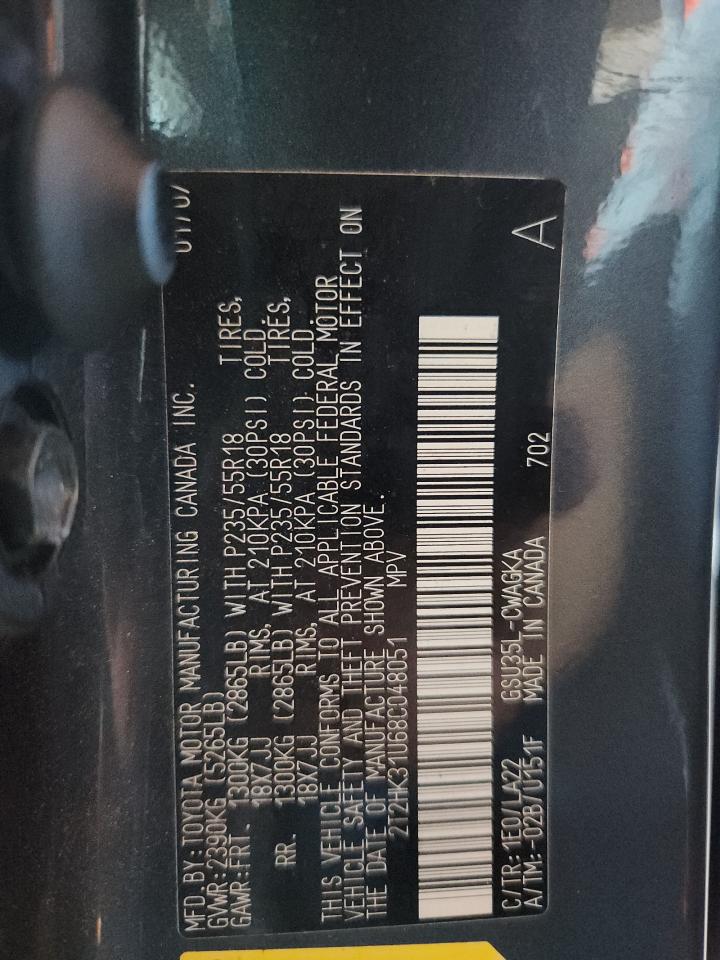 MFD.BY:TOYOTA MOTOR MANUFACTURING CANADA INC. 01/07
GVWR:2390KG (5265LB)
GAWR:FRT. 1300KG (2865LB) WITH P235/55R18 TIRES,
18X7JJ RIMS, AT 210KPA (30PSI) COLD.
RR. 1300KG (2865LB) WITH P235/55R18 TIRES,
18X7JJ RIMS, AT 210KPA (30PSI) COLD.
THIS VEHICLE CONFORMS TO ALL APPLICABLE FEDERAL MOTOR
VEHICLE SAFETY AND THEFT PREVENTION STANDARDS IN EFFECT ON
THE DATE OF MANUFACTURE SHOWN ABOVE.
2T2HK31U68C048051 MPV
C/TR:1E0/LA22 GSU35L-CWAGKA
A/TM:-02B/U151F MADE IN CANADA 702 A